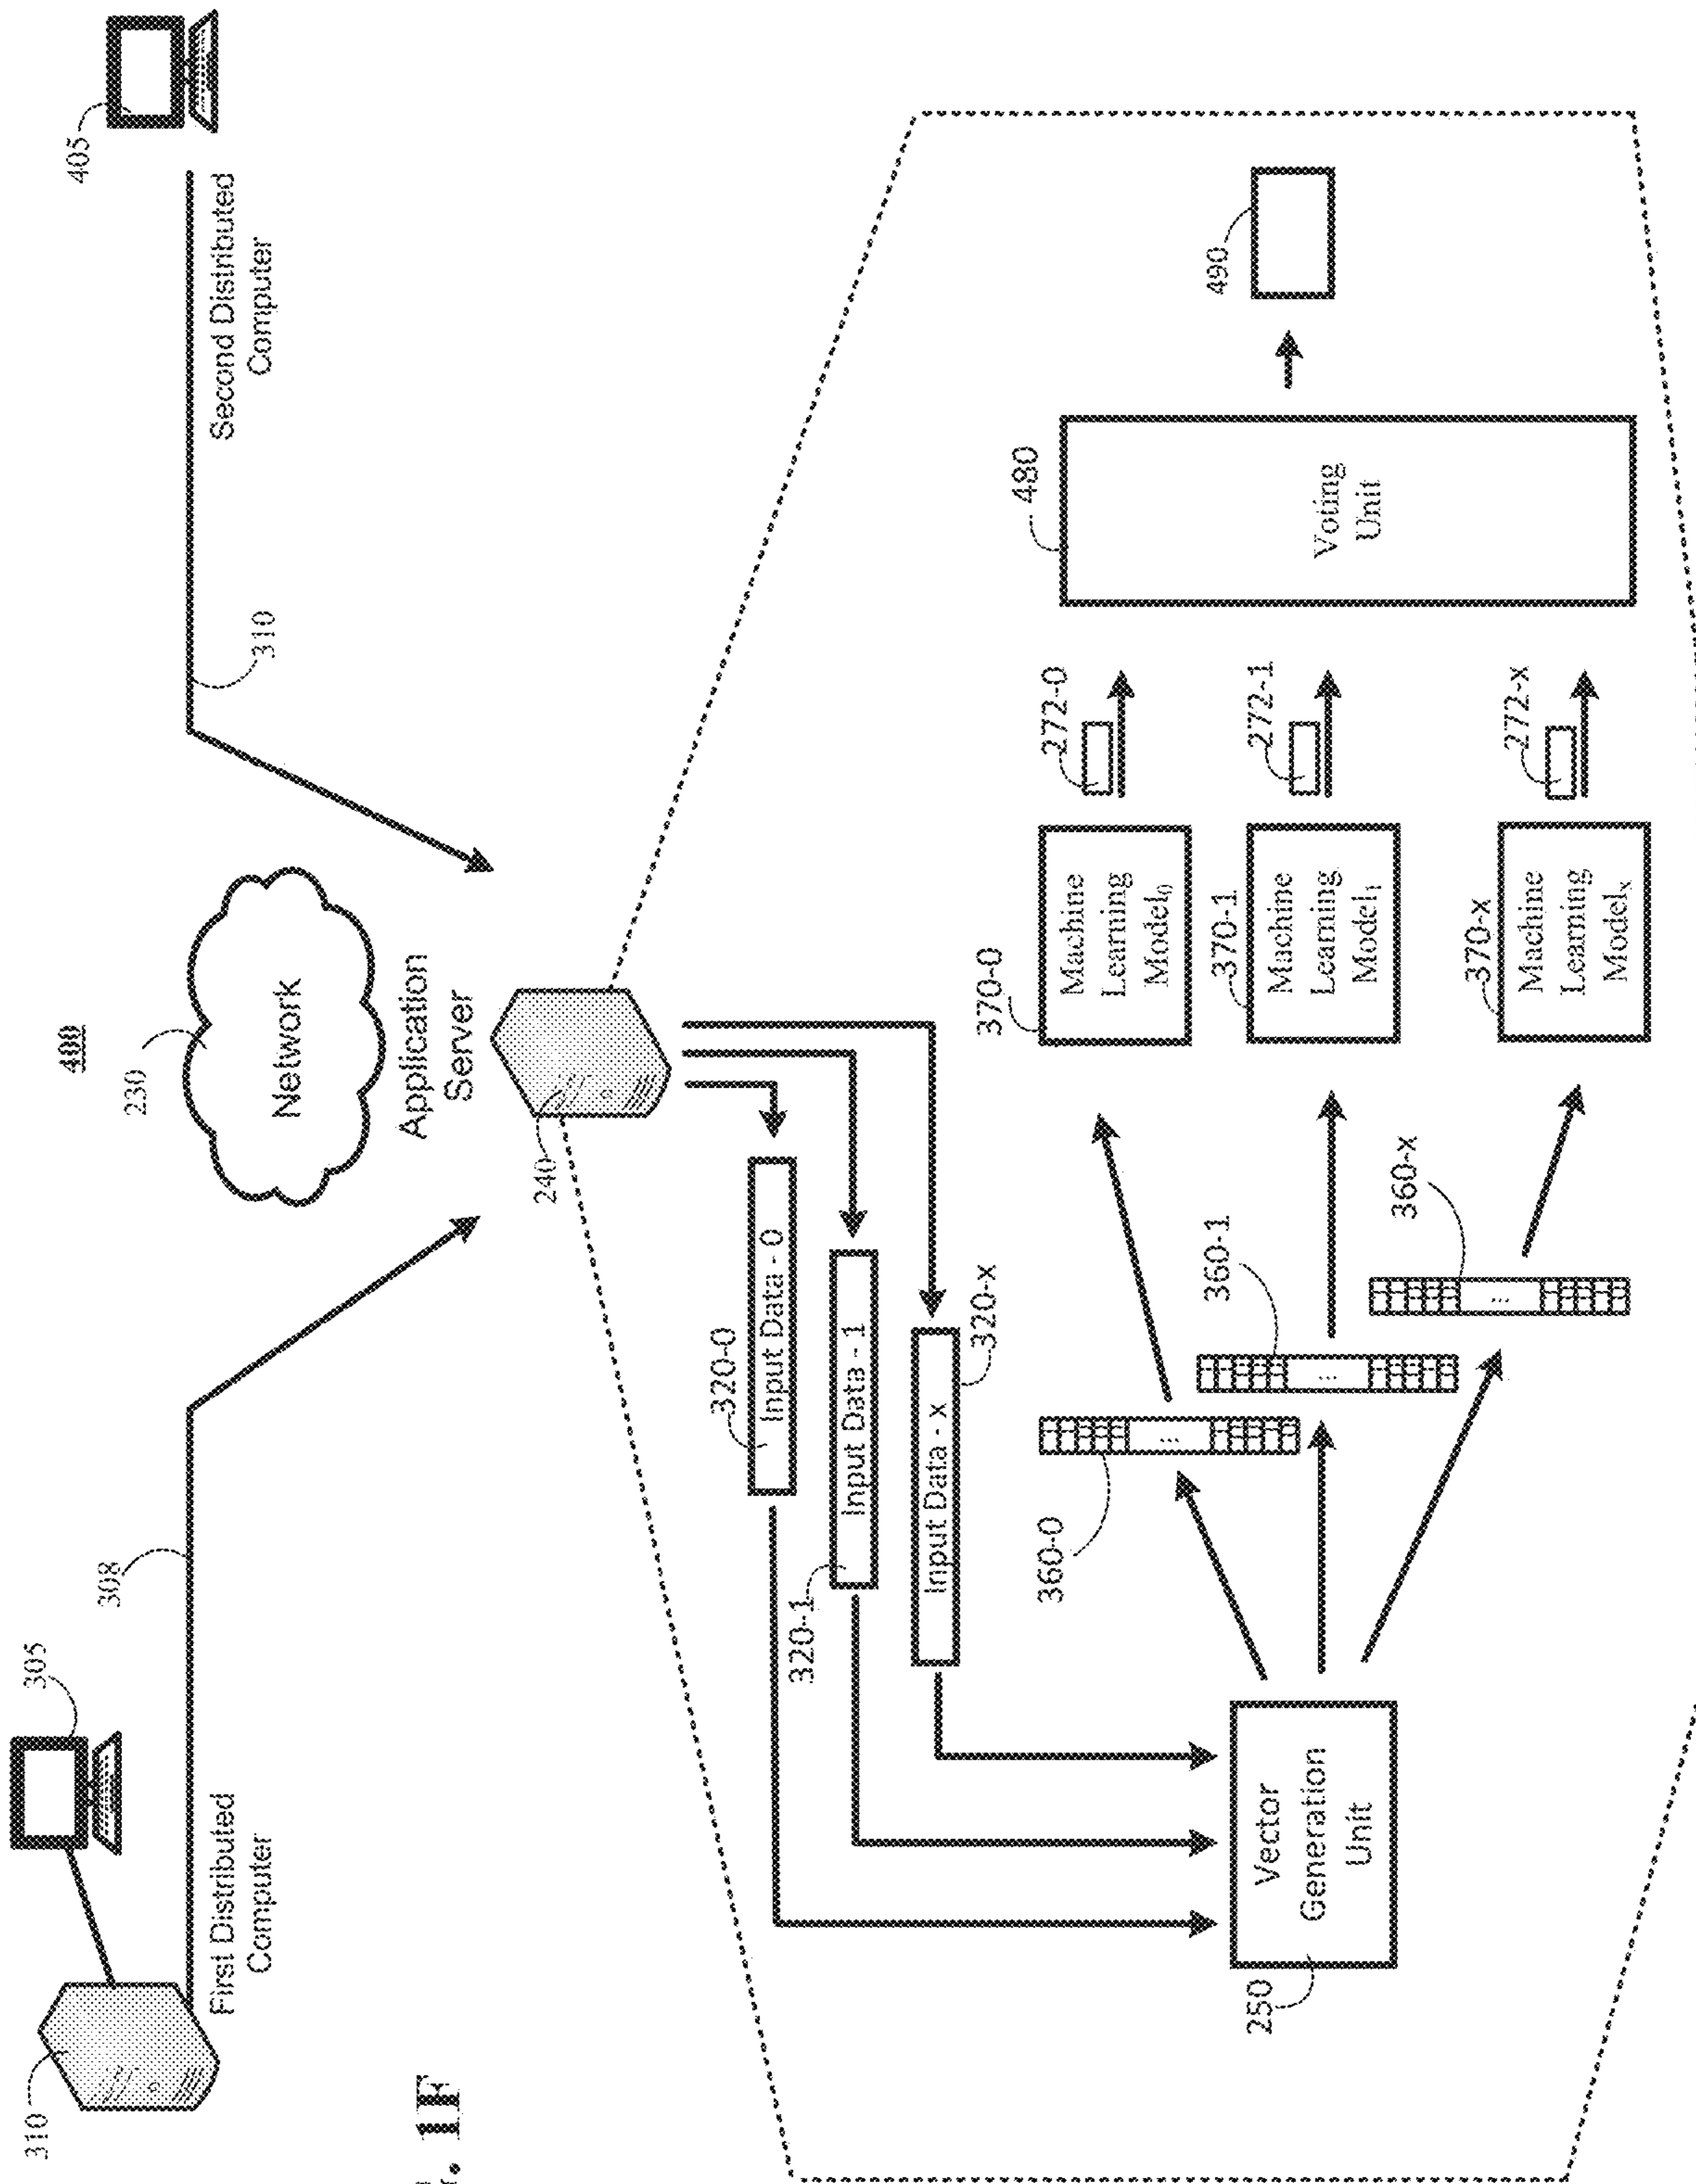 400
310
305
308
First Distributed
Computer
230
Network
Application
Server
240
310
405
Second Distributed
Computer
320-0
Input Data - 0
320-1
Input Data - 1
Input Data - x
320-x
250
Vector
Generation
Unit
360-0
360-1
360-x
370-0
Machine
Learning
Model₀
370-1
Machine
Learning
Model₁
370-x
Machine
Learning
Modelₓ
272-0
272-1
272-x
480
Voting
Unit
490
1F